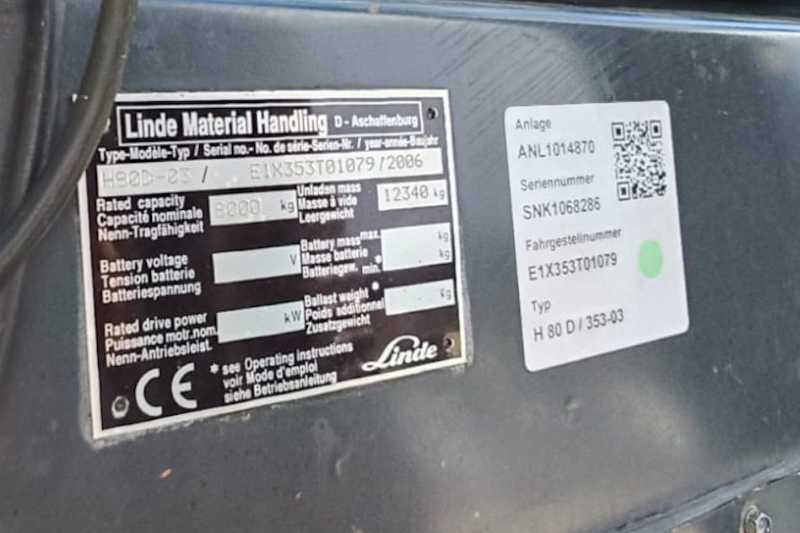 Linde Material Handling D - Aschaffenburg
Type-Modèle-Typ / Serial no.- No. de série-Serien-Nr. / year-année-Baujahr
H80D-03 / E1X353T01079/2006
Rated capacity
Capacité nominale
Nenn-Tragfähigkeit
8000 kg
Unladen mass
Masse à vide
Leergewicht
12340 kg
Battery voltage
Tension batterie
Batteriespannung
V
Battery mass max. kg
Masse batterie
Batteriegew. min. * kg
Rated drive power
Puissance motr.nom.
Nenn-Antriebsleist.
kW
Ballast weight *
Poids additionnel
Zusatzgewicht
kg
CE
* see Operating instructions
voir Mode d'emploi
siehe Betriebsanleitung
Linde
Anlage
ANL1014870
Seriennummer
SNK1068286
Fahrgestellnummer
E1X353T01079
Typ
H 80 D / 353-03